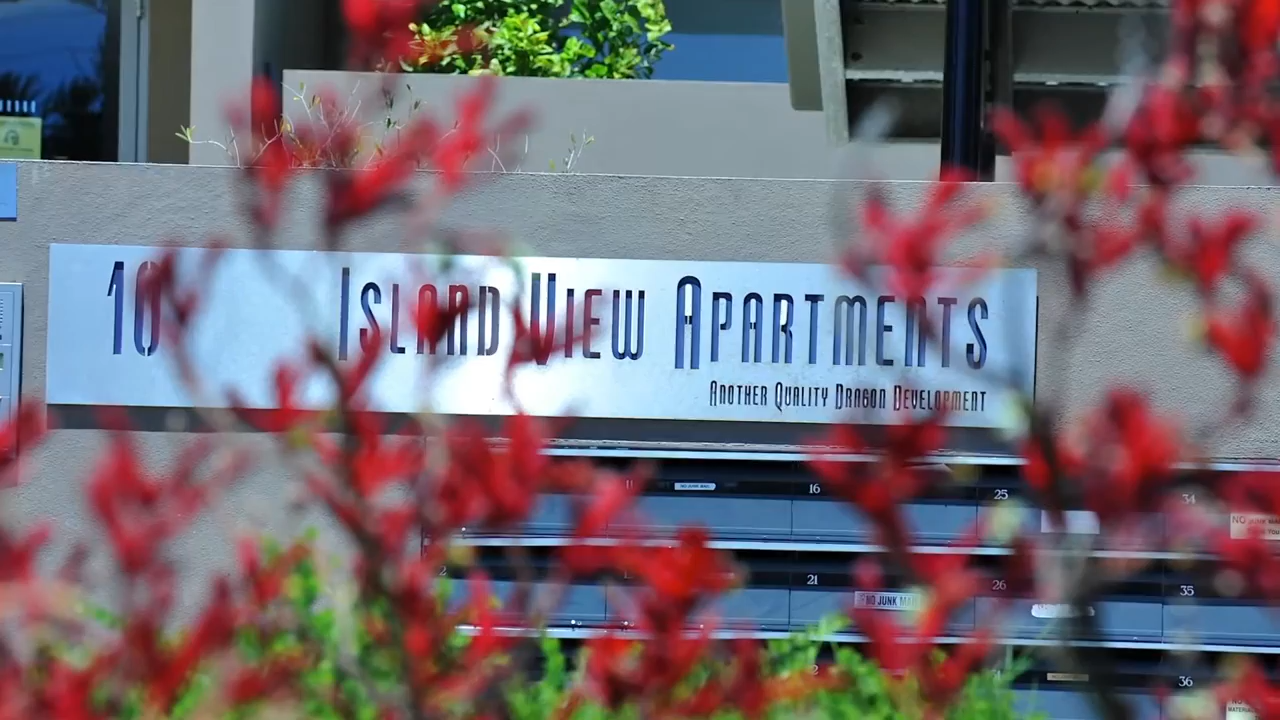 10 Island View Apartments
Another Quality Dragon Development
16 25 34
21 26 35
NO JUNK MAIL
36